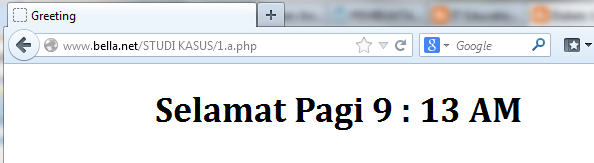 Greeting
www.bella.net/STUDI KASUS/1.a.php
Google
Selamat Pagi 9 : 13 AM